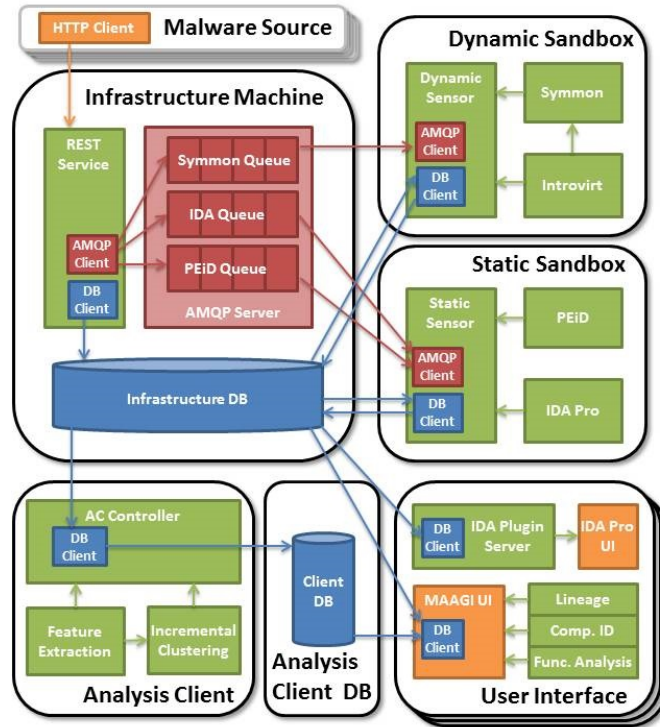 HTTP Client
Malware Source
Infrastructure Machine
REST
Service
AMQP
Client
DB
Client
Symmon Queue
IDA Queue
PEiD Queue
AMQP Server
Infrastructure DB
Dynamic Sandbox
Dynamic
Sensor
AMQP
Client
DB
Client
Symmon
Introvirt
Static Sandbox
Static
Sensor
AMQP
Client
DB
Client
PEiD
IDA Pro
AC Controller
DB
Client
Feature
Extraction
Incremental
Clustering
Analysis Client
Client
DB
Analysis
Client DB
DB
Client
IDA Plugin
Server
IDA Pro
UI
MAAGI UI
DB
Client
Lineage
Comp. ID
Func. Analysis
User Interface